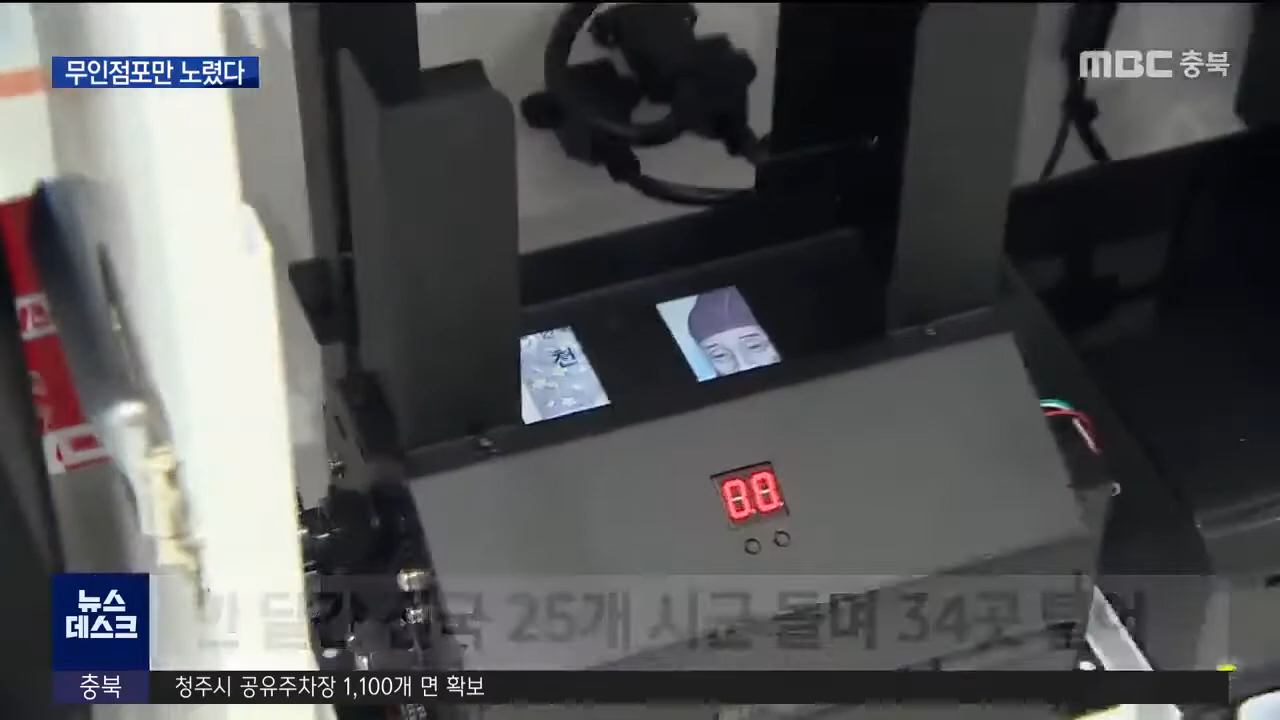 무인점포만 노렸다
MBC 충북
천
00
한 달간 전국 25개 시군 돌며 34곳 털어
뉴스
데스크
충북
청주시 공유주차장 1,100개 면 확보